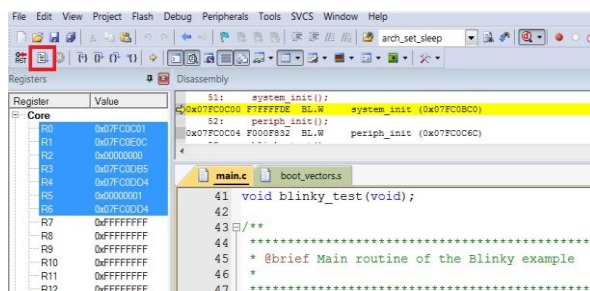 File Edit View Project Flash Debug Peripherals Tools SVCS Window Help
arch_set_sleep
RST
Registers
Disassembly
Register Value
Core
R0 0x07FC0C01
R1 0x07FC0E0C
R2 0x00000000
R3 0x07FC0DB5
R4 0x07FC0DD4
R5 0x00000001
R6 0x07FC0DD4
R7 0xFFFFFFFF
R8 0xFFFFFFFF
R9 0xFFFFFFFF
R10 0xFFFFFFFF
R11 0xFFFFFFFF
R12 0xFFFFFFFF
51: system_init();
0x07FC0C00 F7FFFFDE BL.W system_init (0x07FC0BC0)
52: periph_init();
0x07FC0C04 F000F832 BL.W periph_init (0x07FC0C6C)
main.c boot_vectors.s
41 void blinky_test(void);
42
43 /**
44 *********************************************
45 * @brief Main routine of the Blinky example
46 *
47 *********************************************